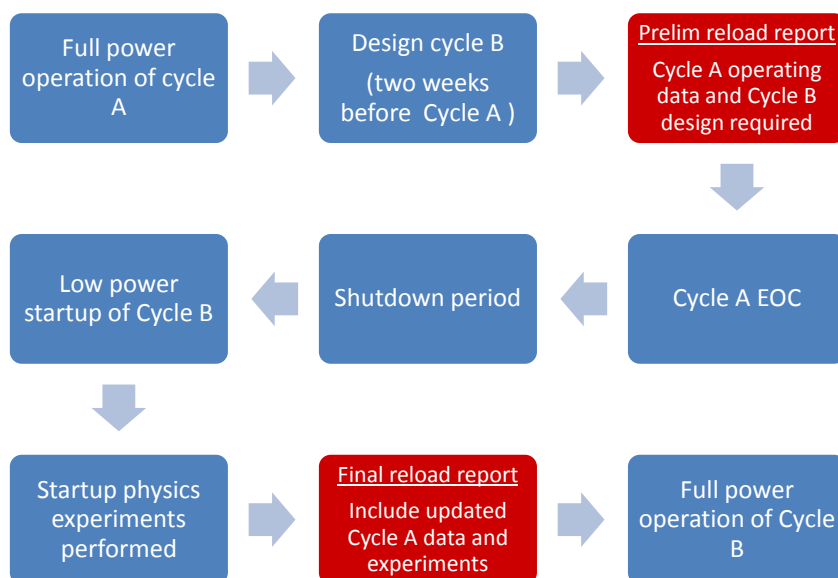 Full power
operation of cycle
A
Design cycle B
(two weeks
before Cycle A )
Prelim reload report
Cycle A operating
data and Cycle B
design required
Low power
startup of Cycle B
Shutdown period
Cycle A EOC
Startup physics
experiments
performed
Final reload report
Include updated
Cycle A data and
experiments
Full power
operation of Cycle
B